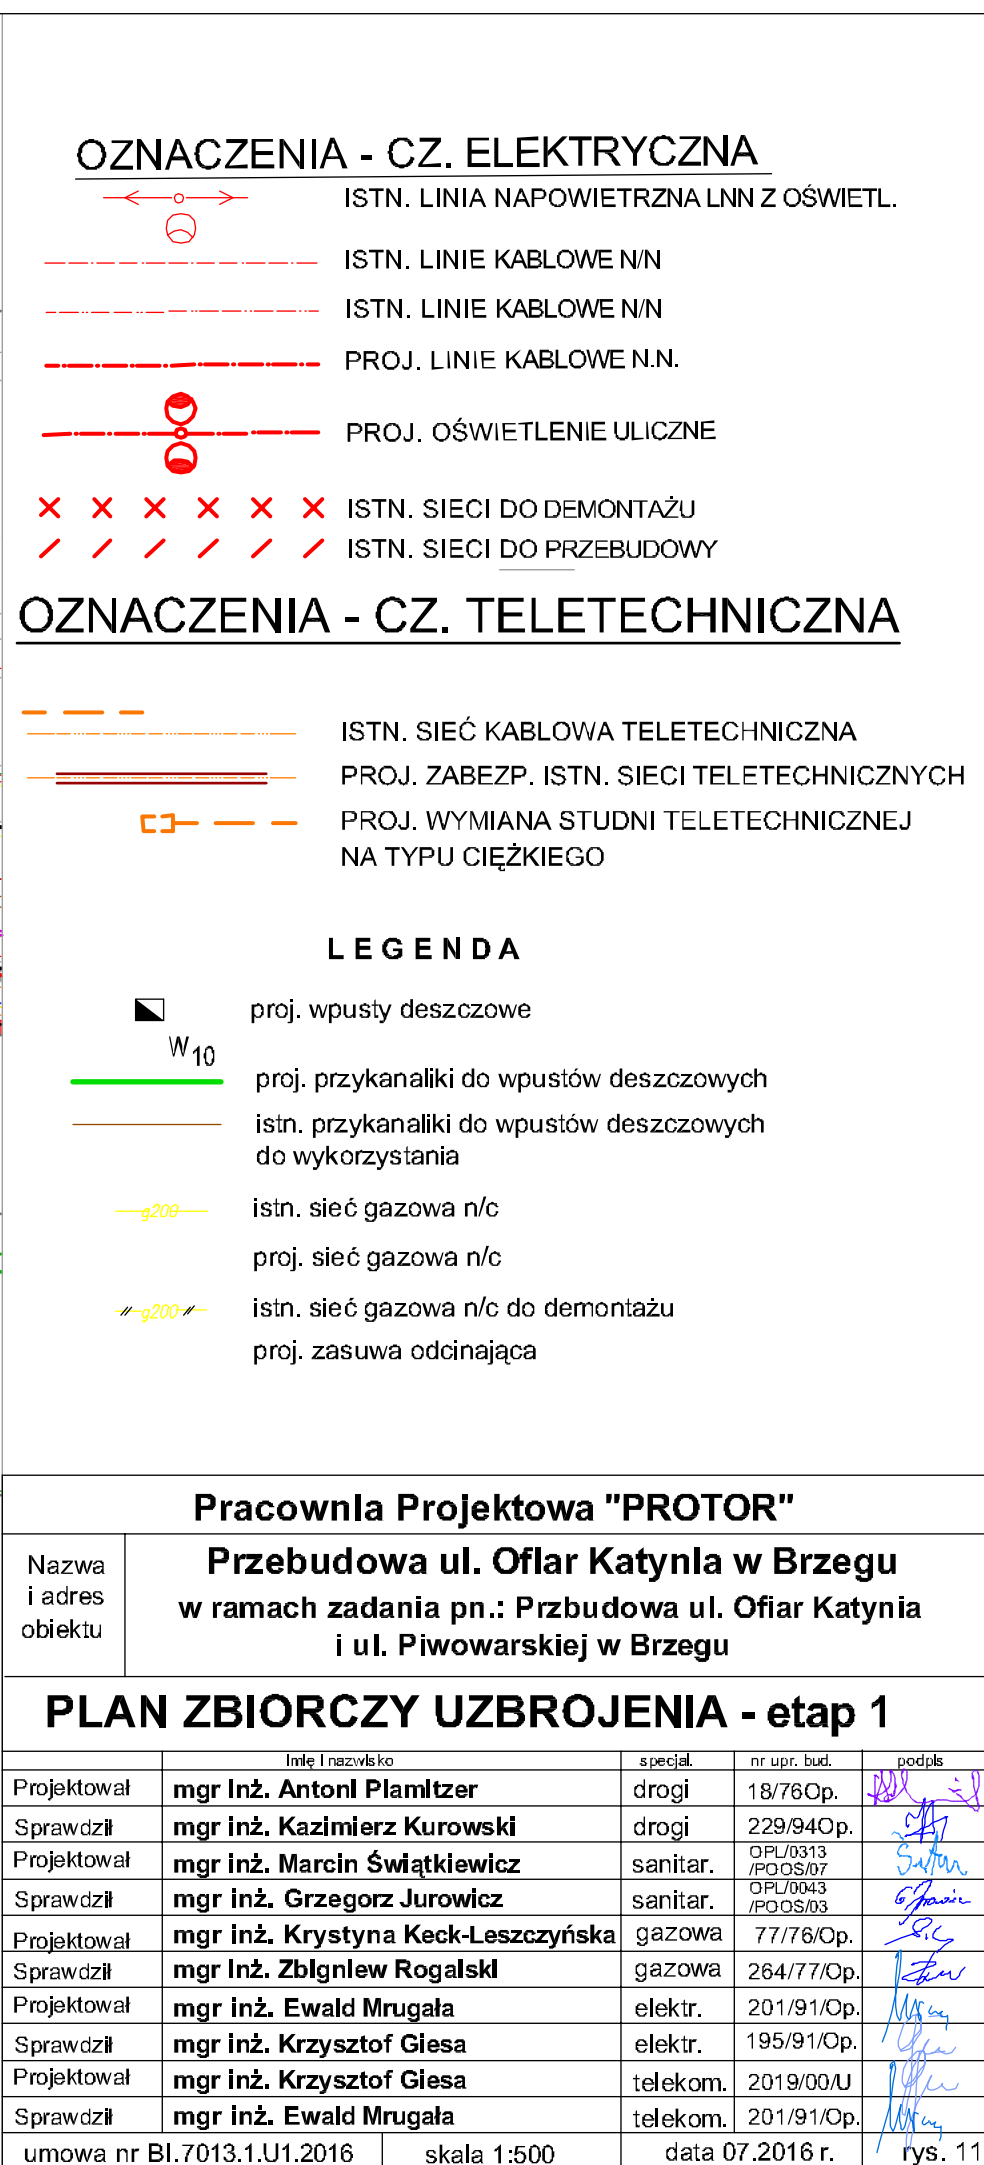 OZNACZENIA - CZ. ELEKTRYCZNA
ISTN. LINIA NAPOWIETRZNA LNN Z OŚWIETL.
ISTN. LINIE KABLOWE N/N
ISTN. LINIE KABLOWE N/N
PROJ. LINIE KABLOWE N.N.
PROJ. OŚWIETLENIE ULICZNE
ISTN. SIECI DO DEMONTAŻU
ISTN. SIECI DO PRZEBUDOWY
OZNACZENIA - CZ. TELETECHNICZNA
ISTN. SIEĆ KABLOWA TELETECHNICZNA
PROJ. ZABEZP. ISTN. SIECI TELETECHNICZNYCH
PROJ. WYMIANA STUDNI TELETECHNICZNEJ
NA TYPU CIĘŻKIEGO
LEGENDA
proj. wpusty deszczowe
W10
proj. przykanaliki do wpustów deszczowych
istn. przykanaliki do wpustów deszczowych
do wykorzystania
g200 istn. sieć gazowa n/c
proj. sieć gazowa n/c
g200 istn. sieć gazowa n/c do demontażu
proj. zasuwa odcinająca
Pracownia Projektowa "PROTOR"
Nazwa
i adres
obiektu
Przebudowa ul. Ofiar Katynia w Brzegu
w ramach zadania pn.: Przbudowa ul. Ofiar Katynia
i ul. Piwowarskiej w Brzegu
PLAN ZBIORCZY UZBROJENIA - etap 1
Imię i nazwisko specjal. nr upr. bud. podpis
Projektował mgr inż. Antoni Plamitzer drogi 18/76Op.
Sprawdził mgr inż. Kazimierz Kurowski drogi 229/94Op.
Projektował mgr inż. Marcin Świątkiewicz sanitar. OPL/0313
/POOS/07
Sprawdził mgr inż. Grzegorz Jurowicz sanitar. OPL/0043
/POOS/03
Projektował mgr inż. Krystyna Keck-Leszczyńska gazowa 77/76/Op.
Sprawdził mgr inż. Zbigniew Rogalski gazowa 264/77/Op.
Projektował mgr inż. Ewald Mrugała elektr. 201/91/Op.
Sprawdził mgr inż. Krzysztof Giesa elektr. 195/91/Op.
Projektował mgr inż. Krzysztof Giesa telekom. 2019/00/U
Sprawdził mgr inż. Ewald Mrugała telekom. 201/91/Op.
umowa nr BI.7013.1.U1.2016 skala 1:500 data 07.2016 r. rys. 11